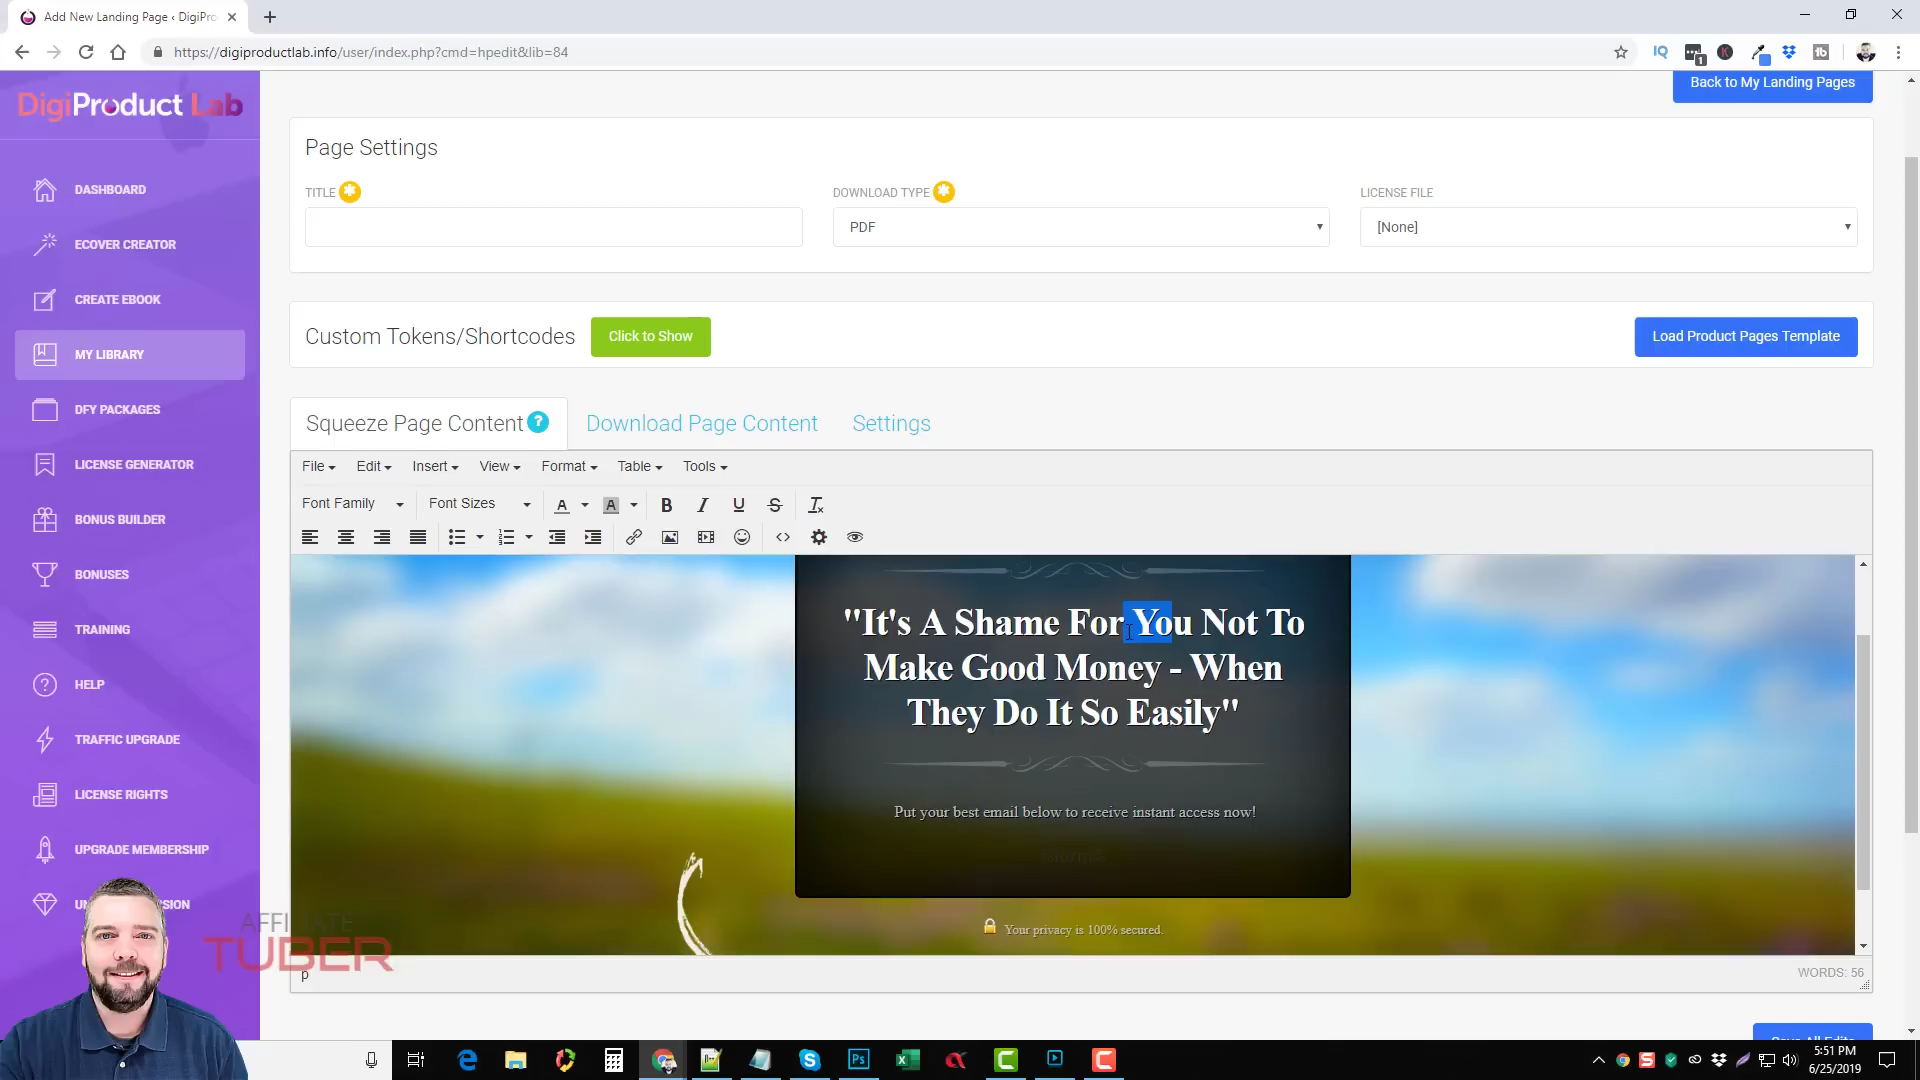 Add New Landing Page ‹ DigiPro
https://digiproductlab.info/user/index.php?cmd=hpedit&lib=84
DigiProduct Lab
Back to My Landing Pages
DASHBOARD
ECOVER CREATOR
CREATE EBOOK
MY LIBRARY
DFY PACKAGES
LICENSE GENERATOR
BONUS BUILDER
BONUSES
TRAINING
HELP
TRAFFIC UPGRADE
LICENSE RIGHTS
UPGRADE MEMBERSHIP
Page Settings
TITLE
DOWNLOAD TYPE
LICENSE FILE
PDF
[None]
Custom Tokens/Shortcodes
Click to Show
Load Product Pages Template
Squeeze Page Content ?
Download Page Content
Settings
File Edit Insert View Format Table Tools
Font Family
Font Sizes
"It's A Shame For You Not To
Make Good Money - When
They Do It So Easily"
Put your best email below to receive instant access now!
Your privacy is 100% secured.
p
WORDS: 56
AFFILIATE
TUBER
5:51 PM
6/25/2019